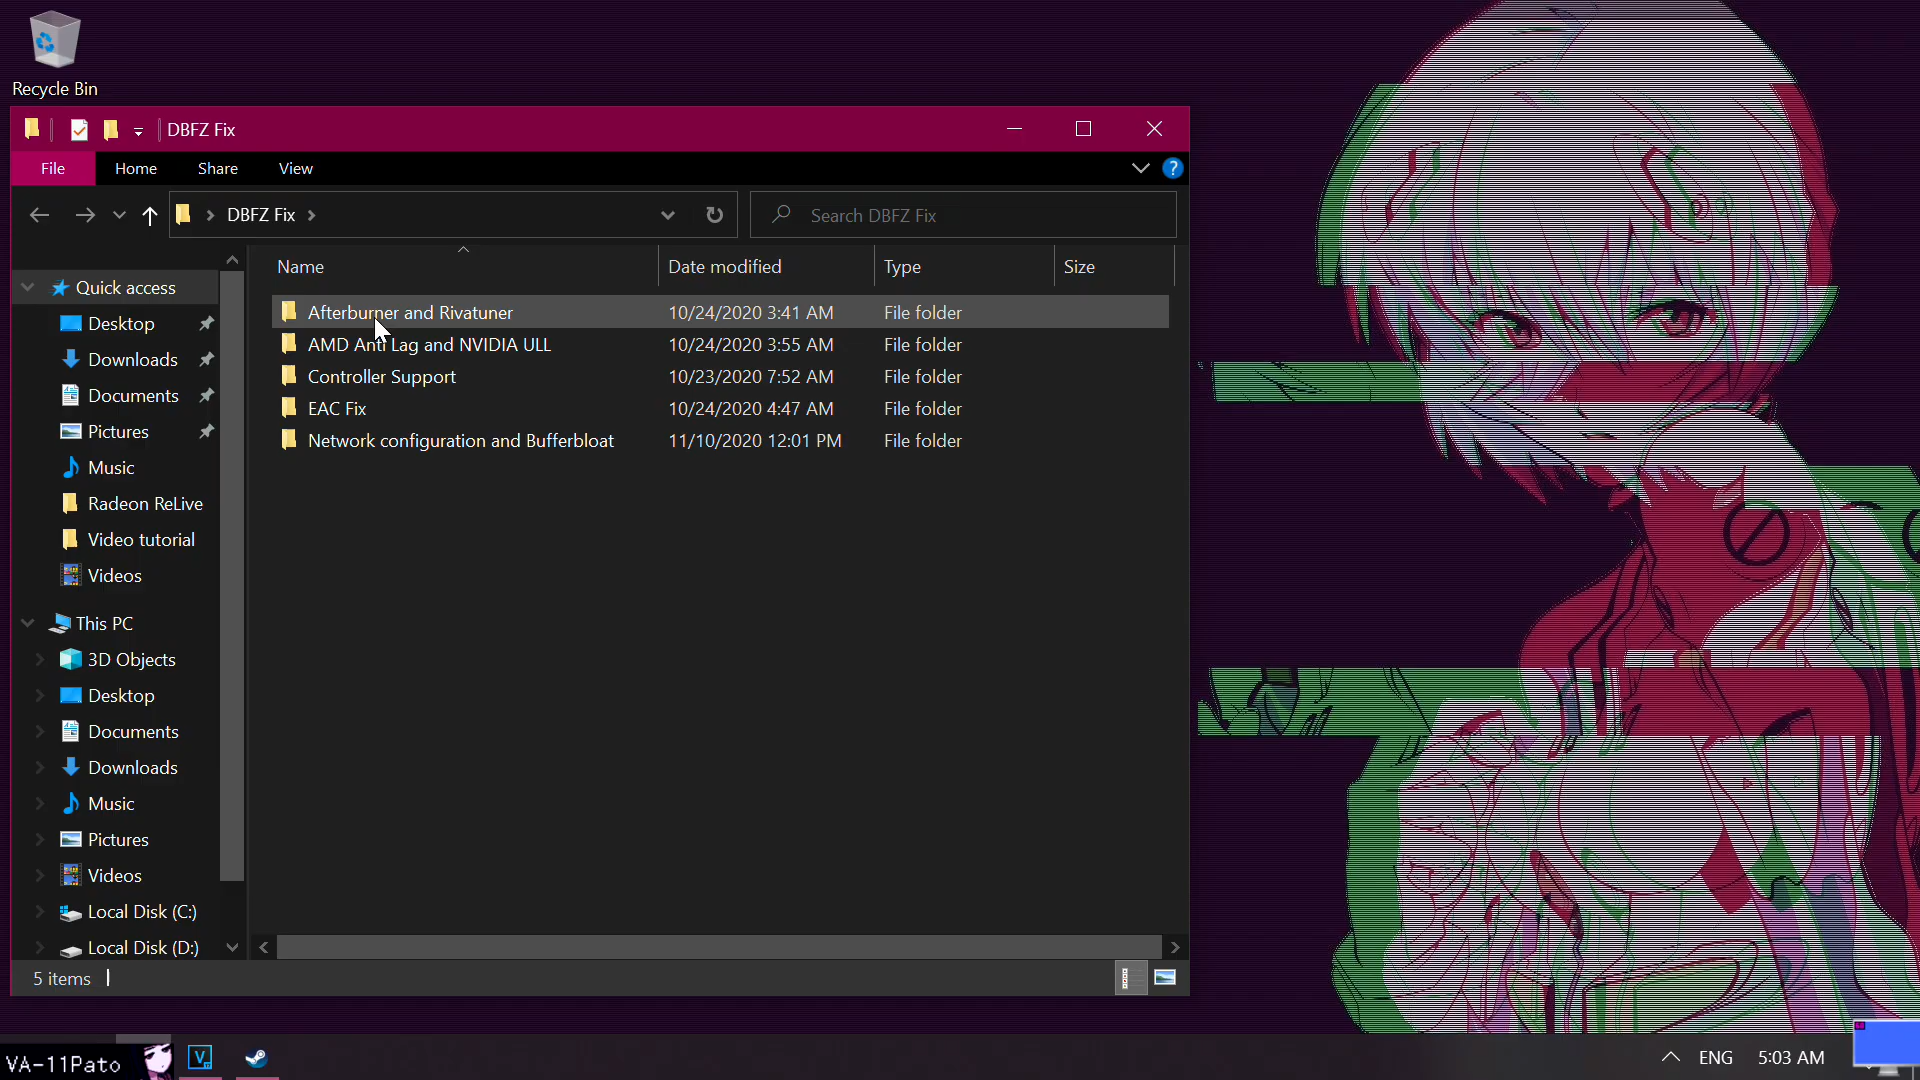 Recycle Bin
DBFZ Fix
File Home Share View
DBFZ Fix
Search DBFZ Fix
Name Date modified Type Size
Quick access
Desktop
Downloads
Documents
Pictures
Music
Radeon ReLive
Video tutorial
Videos
This PC
3D Objects
Desktop
Documents
Downloads
Music
Pictures
Videos
Local Disk (C:)
Local Disk (D:)
Afterburner and Rivatuner 10/24/2020 3:41 AM File folder
AMD Anti Lag and NVIDIA ULL 10/24/2020 3:55 AM File folder
Controller Support 10/23/2020 7:52 AM File folder
EAC Fix 10/24/2020 4:47 AM File folder
Network configuration and Bufferbloat 11/10/2020 12:01 PM File folder
5 items
VA-11Pato
ENG 5:03 AM